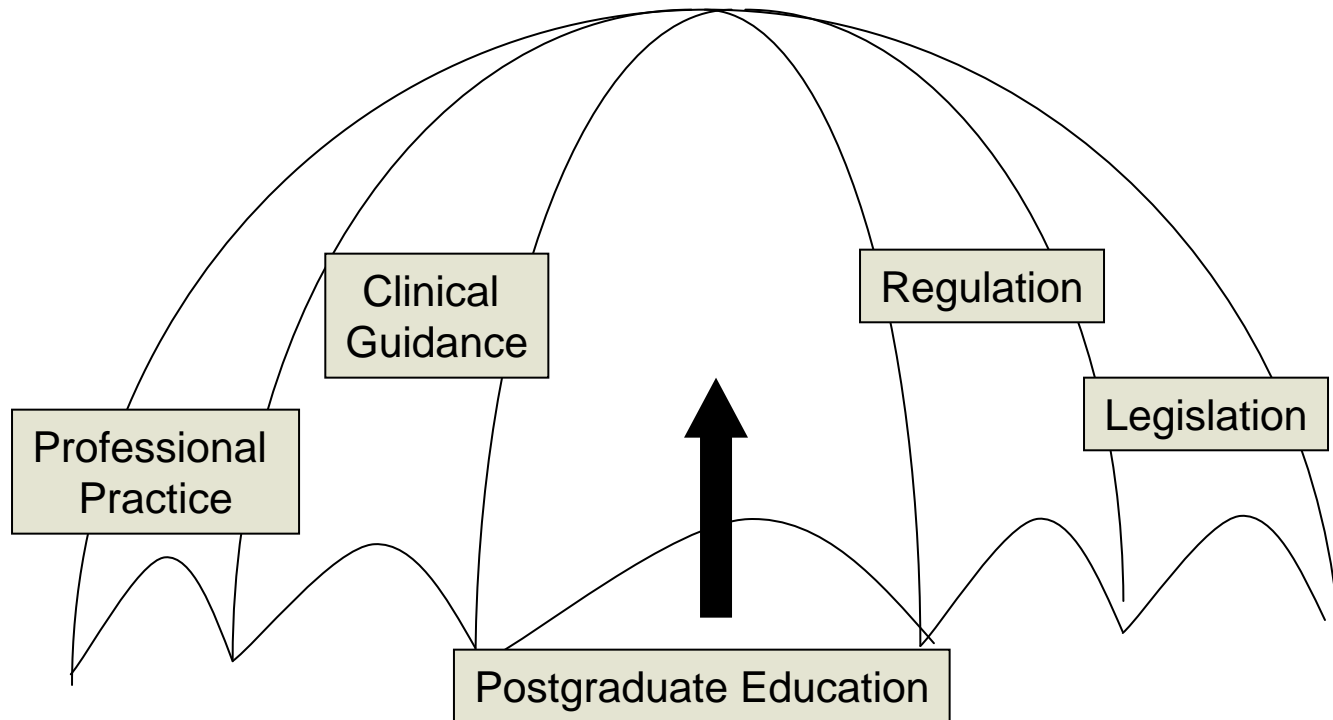 Clinical
Guidance
Regulation
Legislation
Professional
Practice
Postgraduate Education